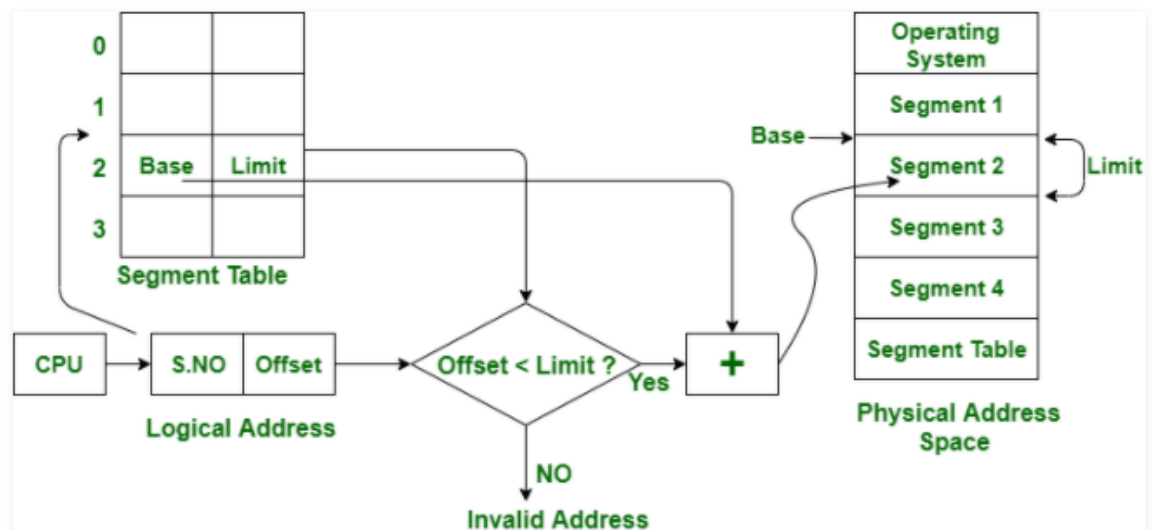 0
1
2
3
Base
Limit
Segment Table
CPU
S.NO
Offset
Logical Address
Offset < Limit ?
Yes
NO
Invalid Address
+
Operating
System
Segment 1
Base
Segment 2
Limit
Segment 3
Segment 4
Segment Table
Physical Address
Space